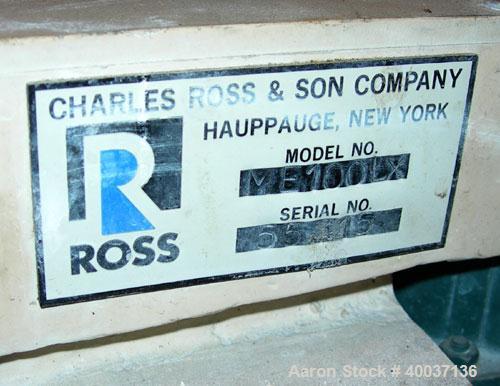 CHARLES ROSS & SON COMPANY
HAUPPAUGE, NEW YORK
MODEL NO.
ME100LX
SERIAL NO.
R
ROSS
Aaron Stock # 40037136